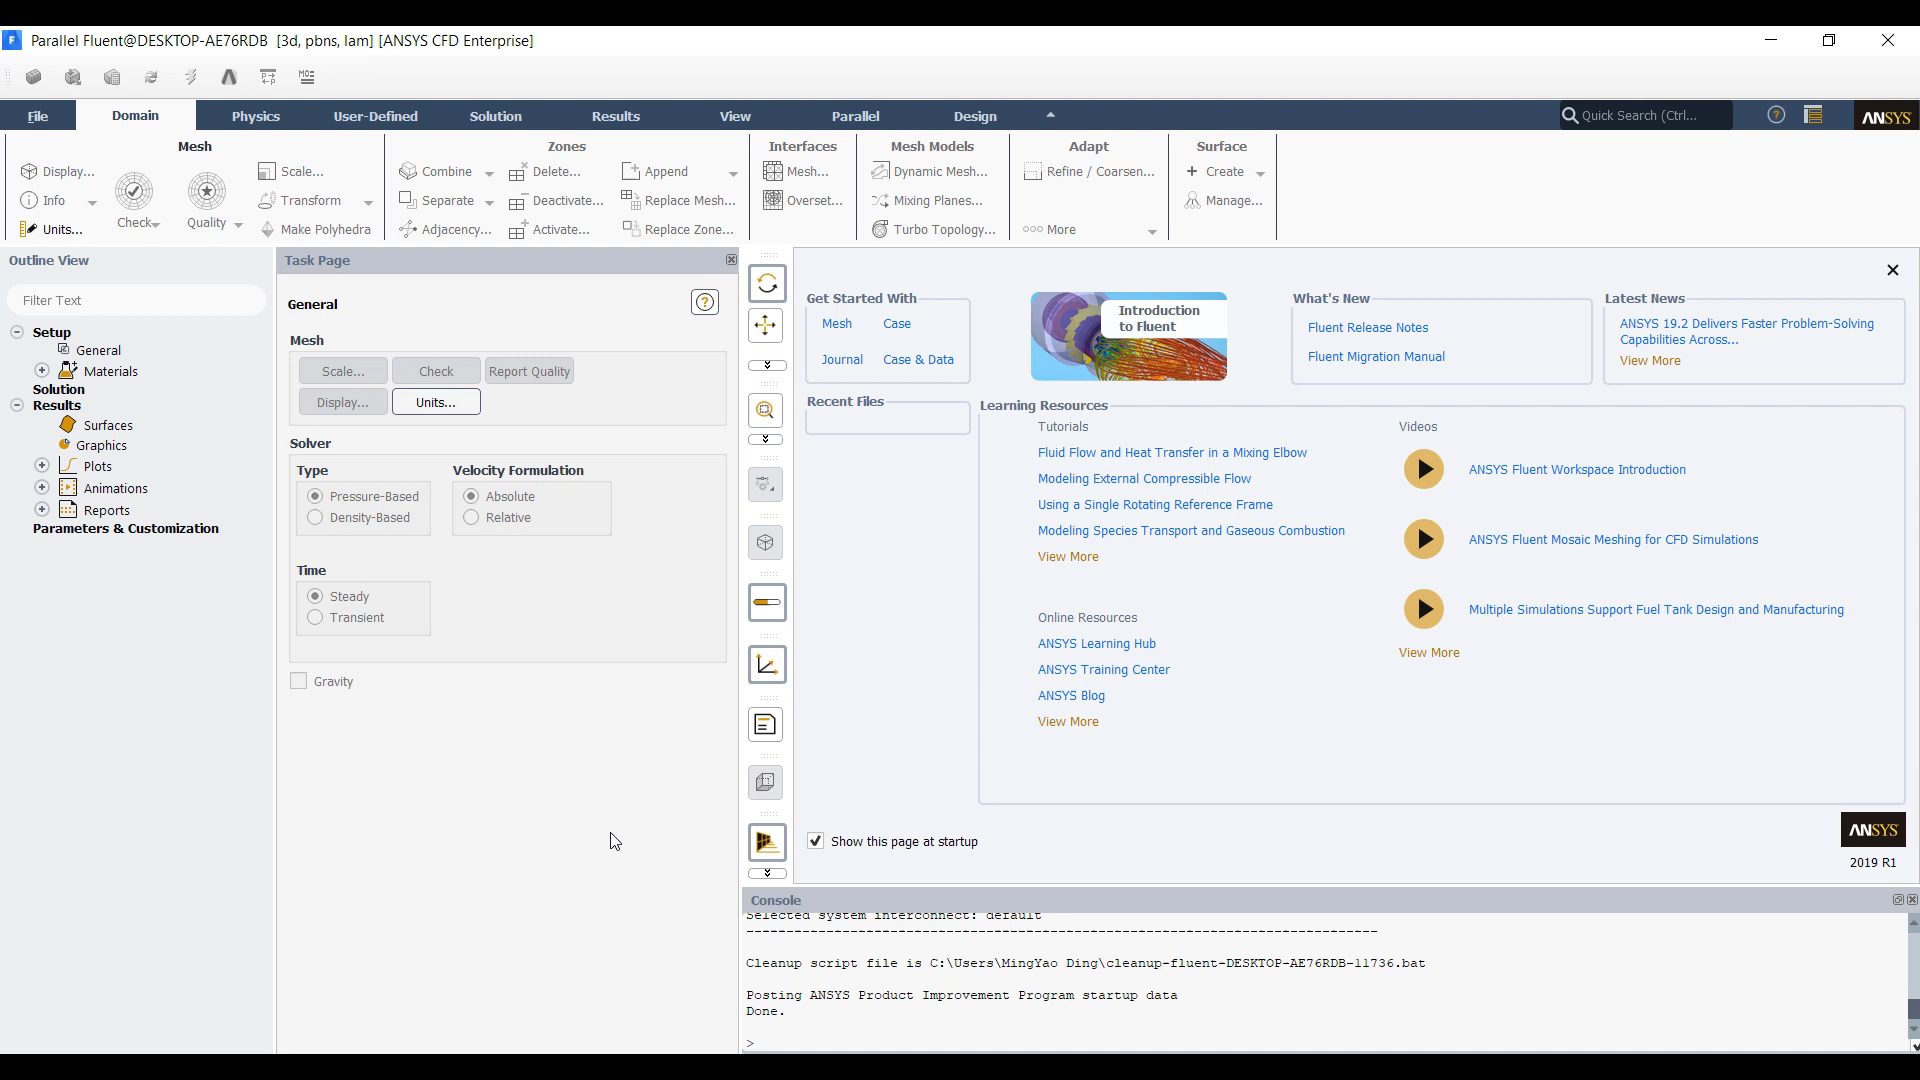 Parallel Fluent@DESKTOP-AE76RDB [3d, pbns, lam] [ANSYS CFD Enterprise]
File Domain Physics User-Defined Solution Results View Parallel Design Quick Search (Ctrl... ANSYS
Mesh Zones Interfaces Mesh Models Adapt Surface
Display... Scale... Combine Delete... Append Mesh... Dynamic Mesh... Refine / Coarsen... Create
Info Transform Separate Deactivate... Replace Mesh... Overset... Mixing Planes... Manage...
Check Quality
Units... Make Polyhedra Adjacency... Activate... Replace Zone... Turbo Topology... More
Outline View
Filter Text
Setup
General
Materials
Solution
Results
Surfaces
Graphics
Plots
Animations
Reports
Parameters & Customization
Task Page
General
Mesh
Scale... Check Report Quality
Display... Units...
Solver
Type Velocity Formulation
Pressure-Based Absolute
Density-Based Relative
Time
Steady
Transient
Gravity
Get Started With
Mesh Case
Journal Case & Data
Recent Files
Introduction
to Fluent
What's New
Fluent Release Notes
Fluent Migration Manual
Latest News
ANSYS 19.2 Delivers Faster Problem-Solving
Capabilities Across...
View More
Learning Resources
Tutorials
Fluid Flow and Heat Transfer in a Mixing Elbow
Modeling External Compressible Flow
Using a Single Rotating Reference Frame
Modeling Species Transport and Gaseous Combustion
View More
Online Resources
ANSYS Learning Hub
ANSYS Training Center
ANSYS Blog
View More
Videos
ANSYS Fluent Workspace Introduction
ANSYS Fluent Mosaic Meshing for CFD Simulations
Multiple Simulations Support Fuel Tank Design and Manufacturing
View More
Show this page at startup
ANSYS
2019 R1
Console
Selected system interconnect: default
-------------------------------------------------------------------------------
Cleanup script file is C:\Users\MingYao Ding\cleanup-fluent-DESKTOP-AE76RDB-11736.bat
Posting ANSYS Product Improvement Program startup data
Done.
>